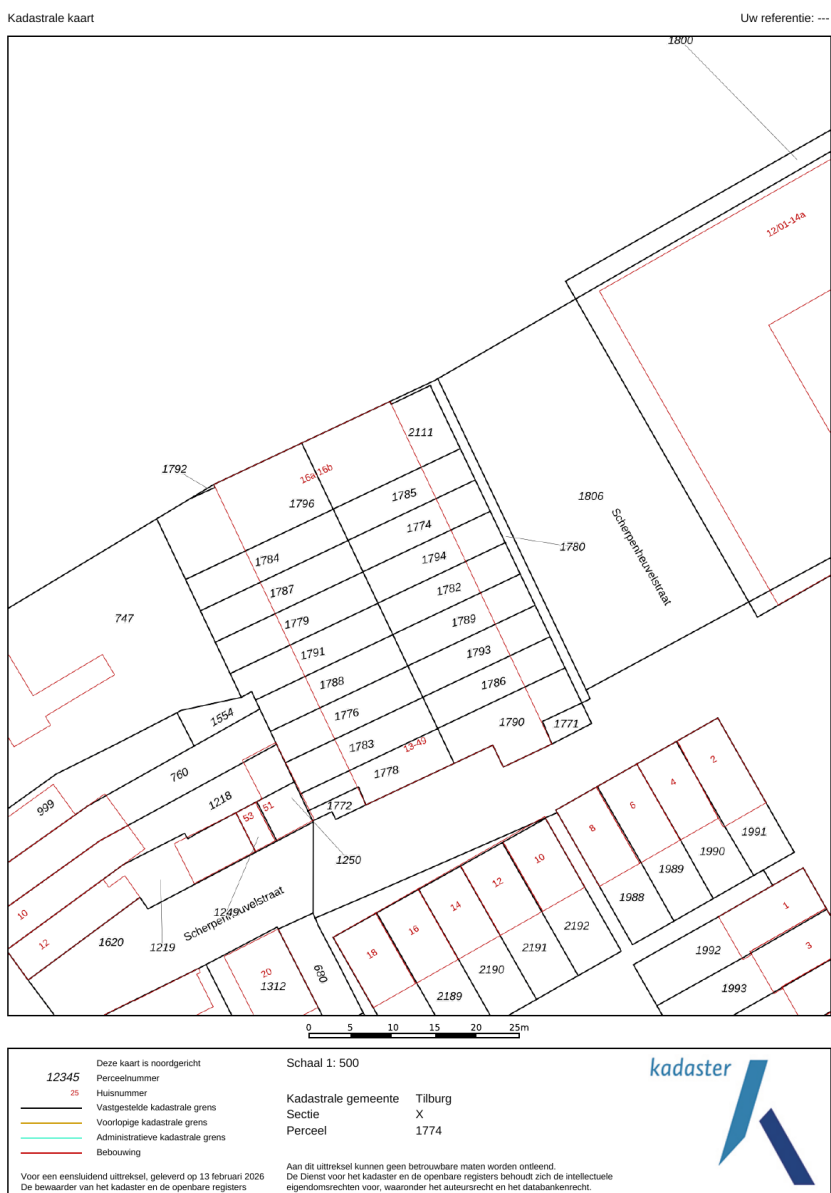 Kadastrale kaart
Uw referentie: ---
1800
12/01-14a
2111
1792
16a 16b
1796
1785
1806
1774
1784
1794
1780
Scherpenheuvelstraat
1787
1782
747
1779
1789
1791
1793
1788
1786
1776
1554
1790
1771
1783
13-49
760
1778
2
1218
1772
4
999
51
53
6
8
1991
1250
1990
10
1989
12
1988
14
Scherpenheuvelstraat
1249
10
16
1
2192
12
1620
1219
18
2191
3
1992
20
680
2190
1312
1993
2189
0 5 10 15 20 25m
Deze kaart is noordgericht
12345 Perceelnummer
25 Huisnummer
Vastgestelde kadastrale grens
Voorlopige kadastrale grens
Administratieve kadastrale grens
Bebouwing
Voor een eensluidend uittreksel, geleverd op 13 februari 2026
De bewaarder van het kadaster en de openbare registers
Schaal 1: 500
Kadastrale gemeente Tilburg
Sectie X
Perceel 1774
Aan dit uittreksel kunnen geen betrouwbare maten worden ontleend.
De Dienst voor het kadaster en de openbare registers behoudt zich de intellectuele
eigendomsrechten voor, waaronder het auteursrecht en het databankenrecht.
kadaster